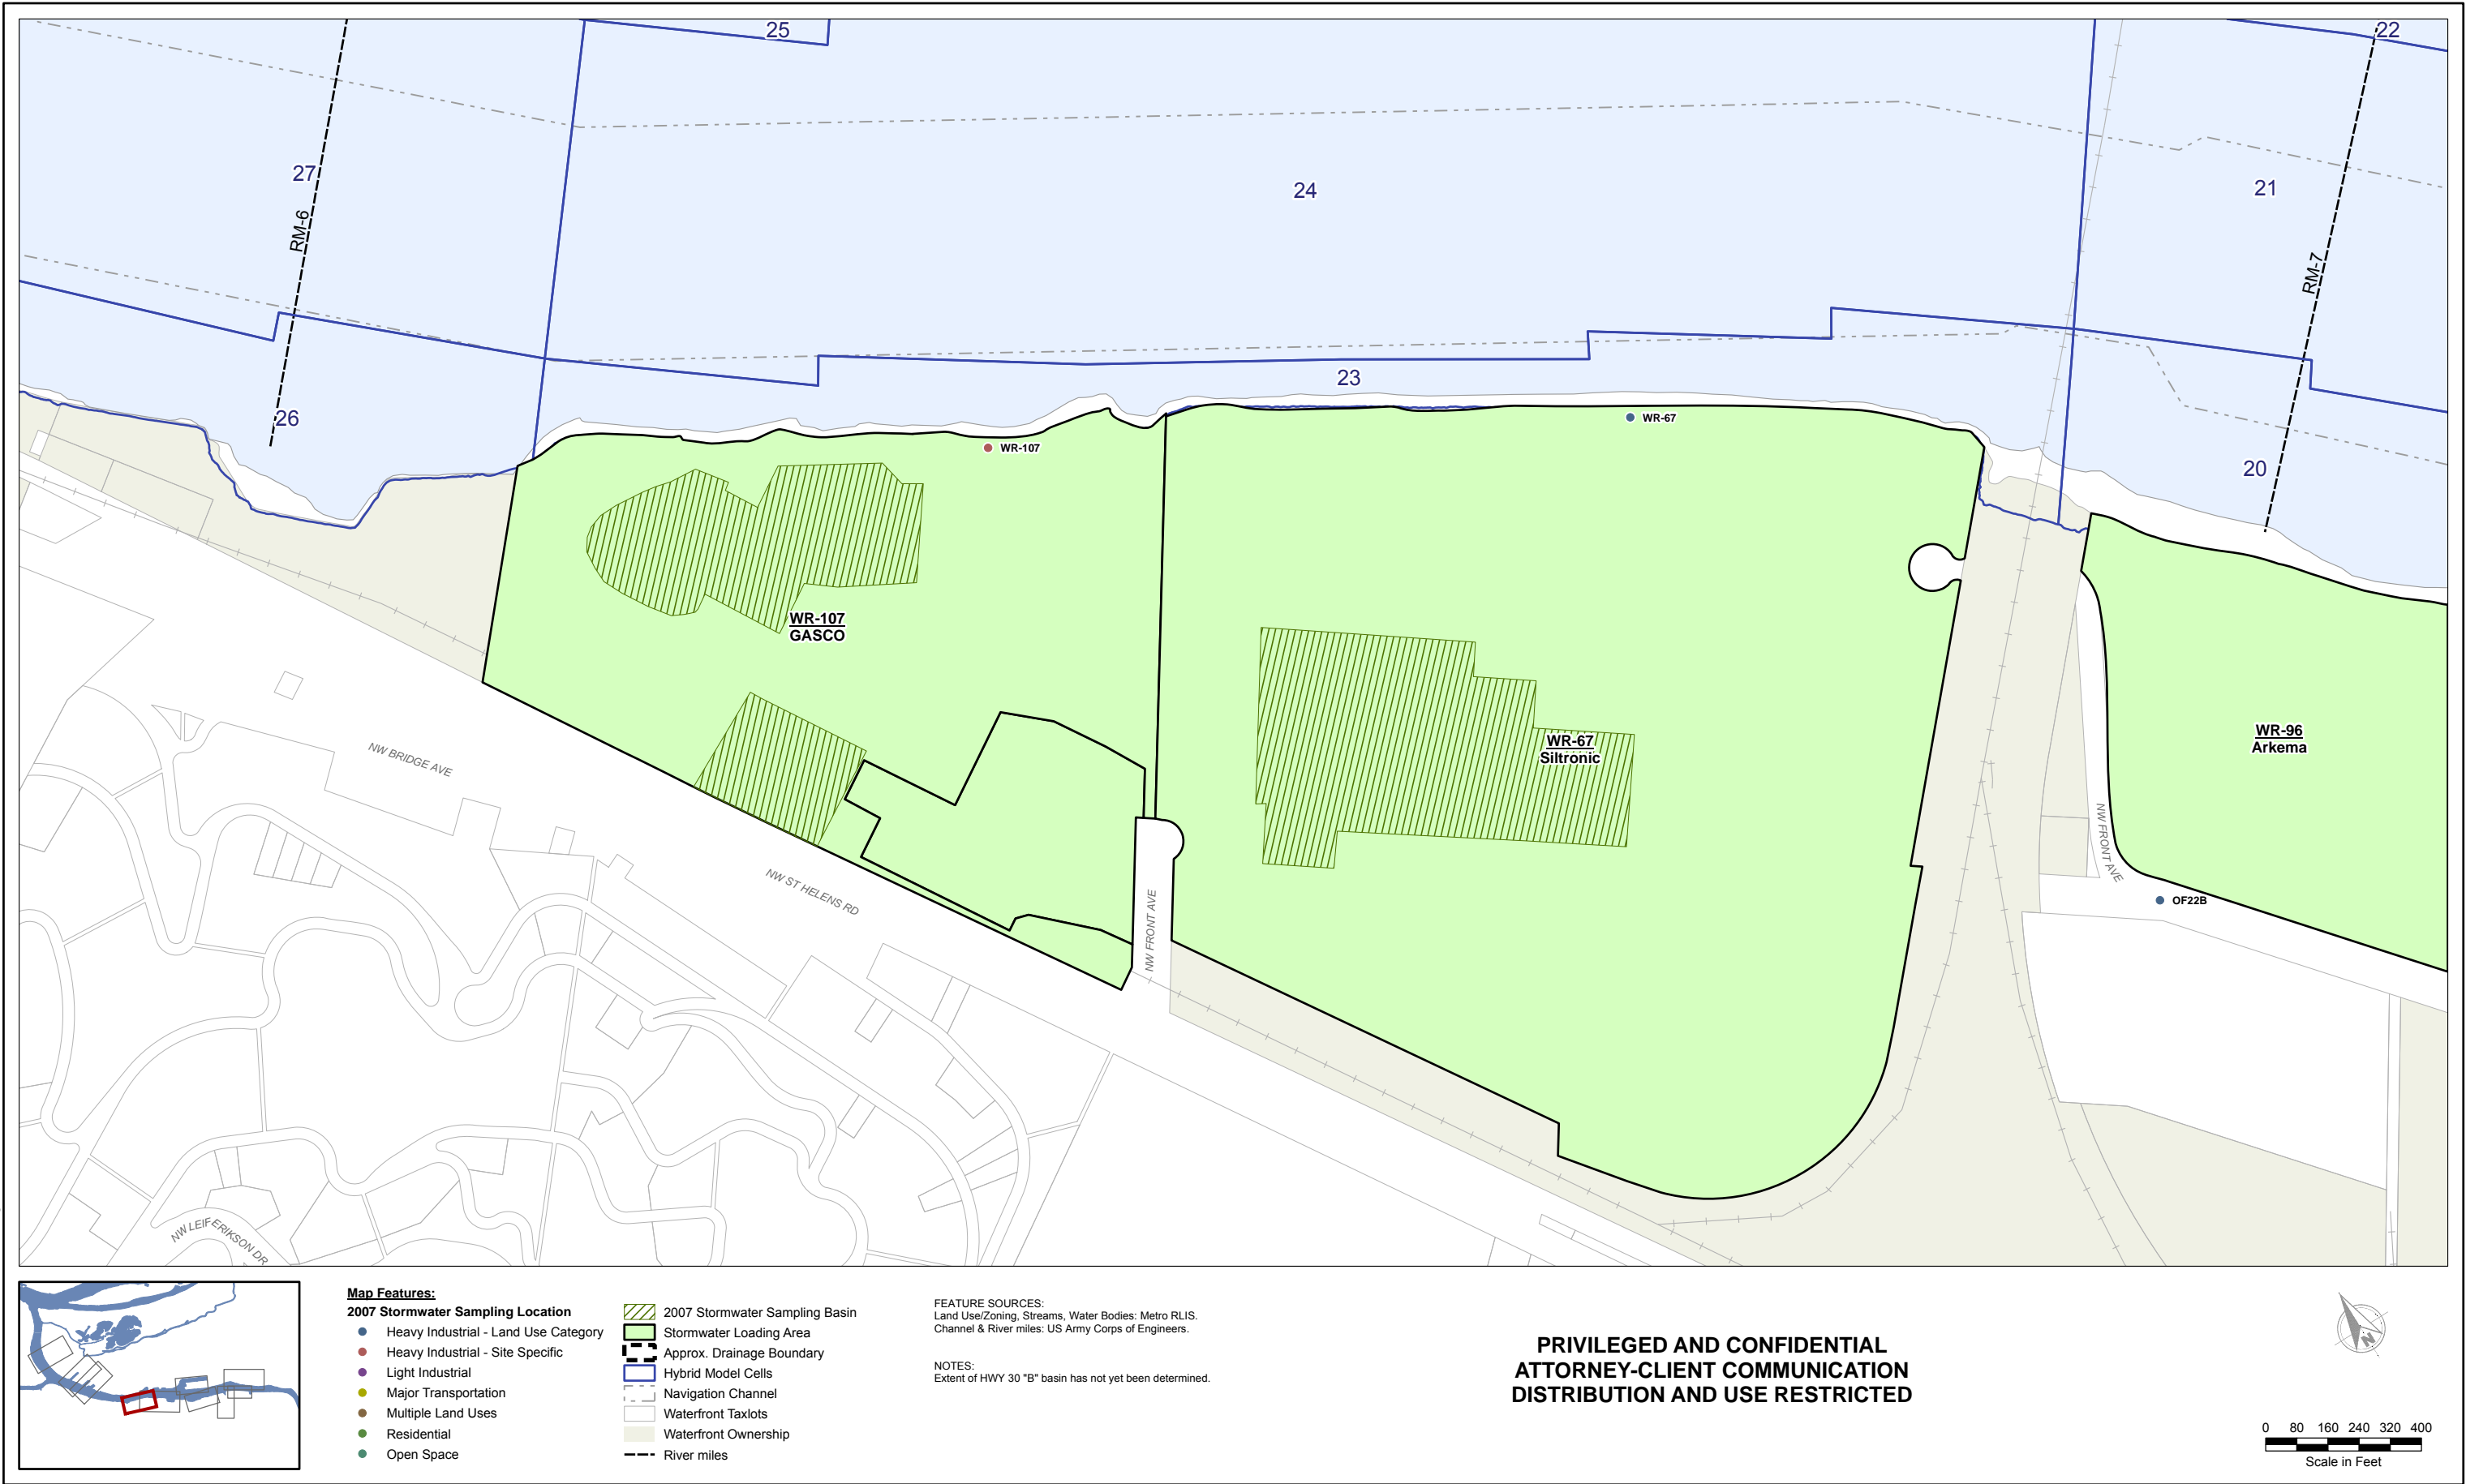 25
22
27
24
21
RM-6
RM-7
23
26
WR-107
WR-67
20
WR-107
GASCO
WR-67
Siltronic
WR-96
Arkema
NW BRIDGE AVE
NW ST HELENS RD
NW FRONT AVE
NW FRONT AVE
OF22B
NW LEIF ERIKSON DR
Map Features:
2007 Stormwater Sampling Location
Heavy Industrial - Land Use Category
Heavy Industrial - Site Specific
Light Industrial
Major Transportation
Multiple Land Uses
Residential
Open Space
2007 Stormwater Sampling Basin
Stormwater Loading Area
Approx. Drainage Boundary
Hybrid Model Cells
Navigation Channel
Waterfront Taxlots
Waterfront Ownership
River miles
FEATURE SOURCES:
Land Use/Zoning, Streams, Water Bodies: Metro RLIS.
Channel & River miles: US Army Corps of Engineers.
NOTES:
Extent of HWY 30 "B" basin has not yet been determined.
PRIVILEGED AND CONFIDENTIAL
ATTORNEY-CLIENT COMMUNICATION
DISTRIBUTION AND USE RESTRICTED
N
0 80 160 240 320 400
Scale in Feet